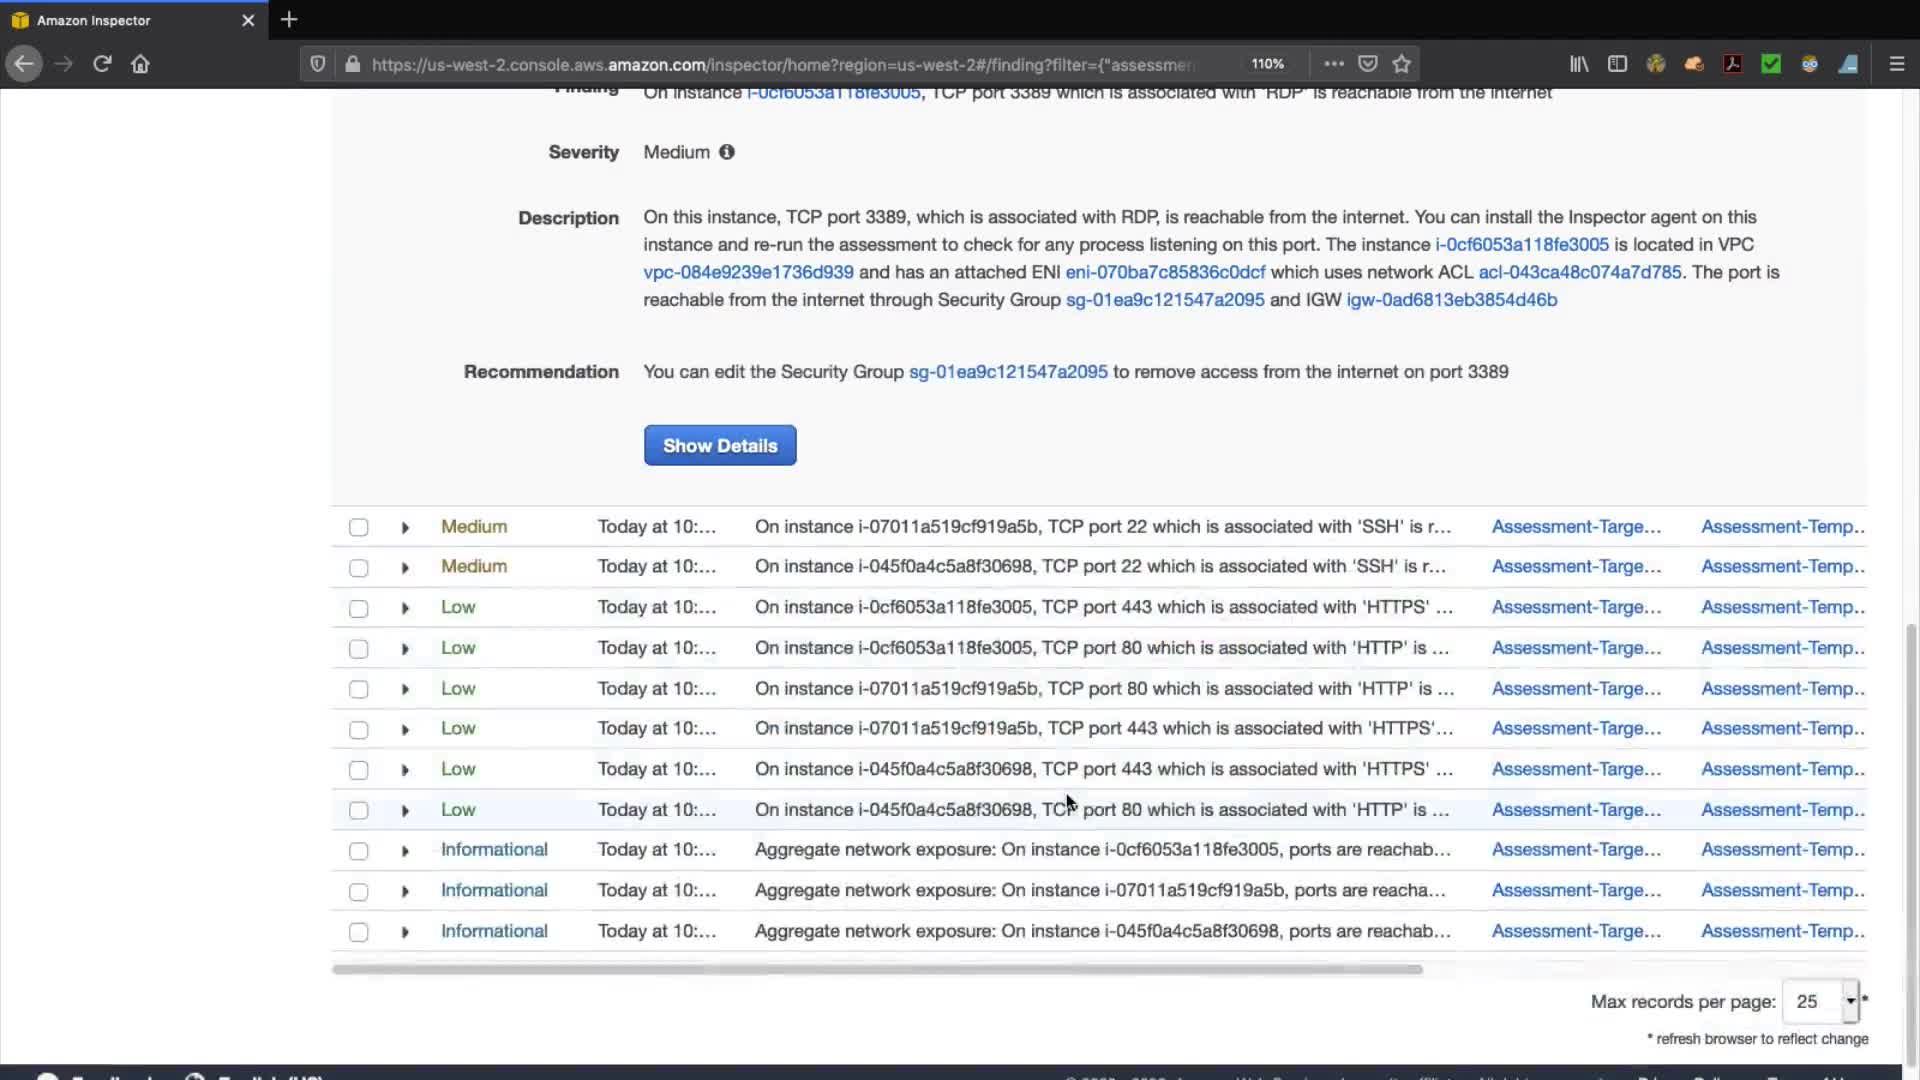 Amazon Inspector
https://us-west-2.console.aws.amazon.com/inspector/home?region=us-west-2#/finding?filter={"assessmen
110%
Finding On instance i-0cf6053a118fe3005, TCP port 3389 which is associated with 'RDP' is reachable from the internet
Severity Medium
Description On this instance, TCP port 3389, which is associated with RDP, is reachable from the internet. You can install the Inspector agent on this
instance and re-run the assessment to check for any process listening on this port. The instance i-0cf6053a118fe3005 is located in VPC
vpc-084e9239e1736d939 and has an attached ENI eni-070ba7c85836c0dcf which uses network ACL acl-043ca48c074a7d785. The port is
reachable from the internet through Security Group sg-01ea9c121547a2095 and IGW igw-0ad6813eb3854d46b
Recommendation You can edit the Security Group sg-01ea9c121547a2095 to remove access from the internet on port 3389
Show Details
Medium Today at 10:... On instance i-07011a519cf919a5b, TCP port 22 which is associated with 'SSH' is r... Assessment-Targe... Assessment-Temp..
Medium Today at 10:... On instance i-045f0a4c5a8f30698, TCP port 22 which is associated with 'SSH' is r... Assessment-Targe... Assessment-Temp..
Low Today at 10:... On instance i-0cf6053a118fe3005, TCP port 443 which is associated with 'HTTPS' ... Assessment-Targe... Assessment-Temp..
Low Today at 10:... On instance i-0cf6053a118fe3005, TCP port 80 which is associated with 'HTTP' is ... Assessment-Targe... Assessment-Temp..
Low Today at 10:... On instance i-07011a519cf919a5b, TCP port 80 which is associated with 'HTTP' is ... Assessment-Targe... Assessment-Temp..
Low Today at 10:... On instance i-07011a519cf919a5b, TCP port 443 which is associated with 'HTTPS'... Assessment-Targe... Assessment-Temp..
Low Today at 10:... On instance i-045f0a4c5a8f30698, TCP port 443 which is associated with 'HTTPS' ... Assessment-Targe... Assessment-Temp..
Low Today at 10:... On instance i-045f0a4c5a8f30698, TCP port 80 which is associated with 'HTTP' is ... Assessment-Targe... Assessment-Temp..
Informational Today at 10:... Aggregate network exposure: On instance i-0cf6053a118fe3005, ports are reachab... Assessment-Targe... Assessment-Temp..
Informational Today at 10:... Aggregate network exposure: On instance i-07011a519cf919a5b, ports are reacha... Assessment-Targe... Assessment-Temp..
Informational Today at 10:... Aggregate network exposure: On instance i-045f0a4c5a8f30698, ports are reachab... Assessment-Targe... Assessment-Temp..
Max records per page: 25 *
* refresh browser to reflect change